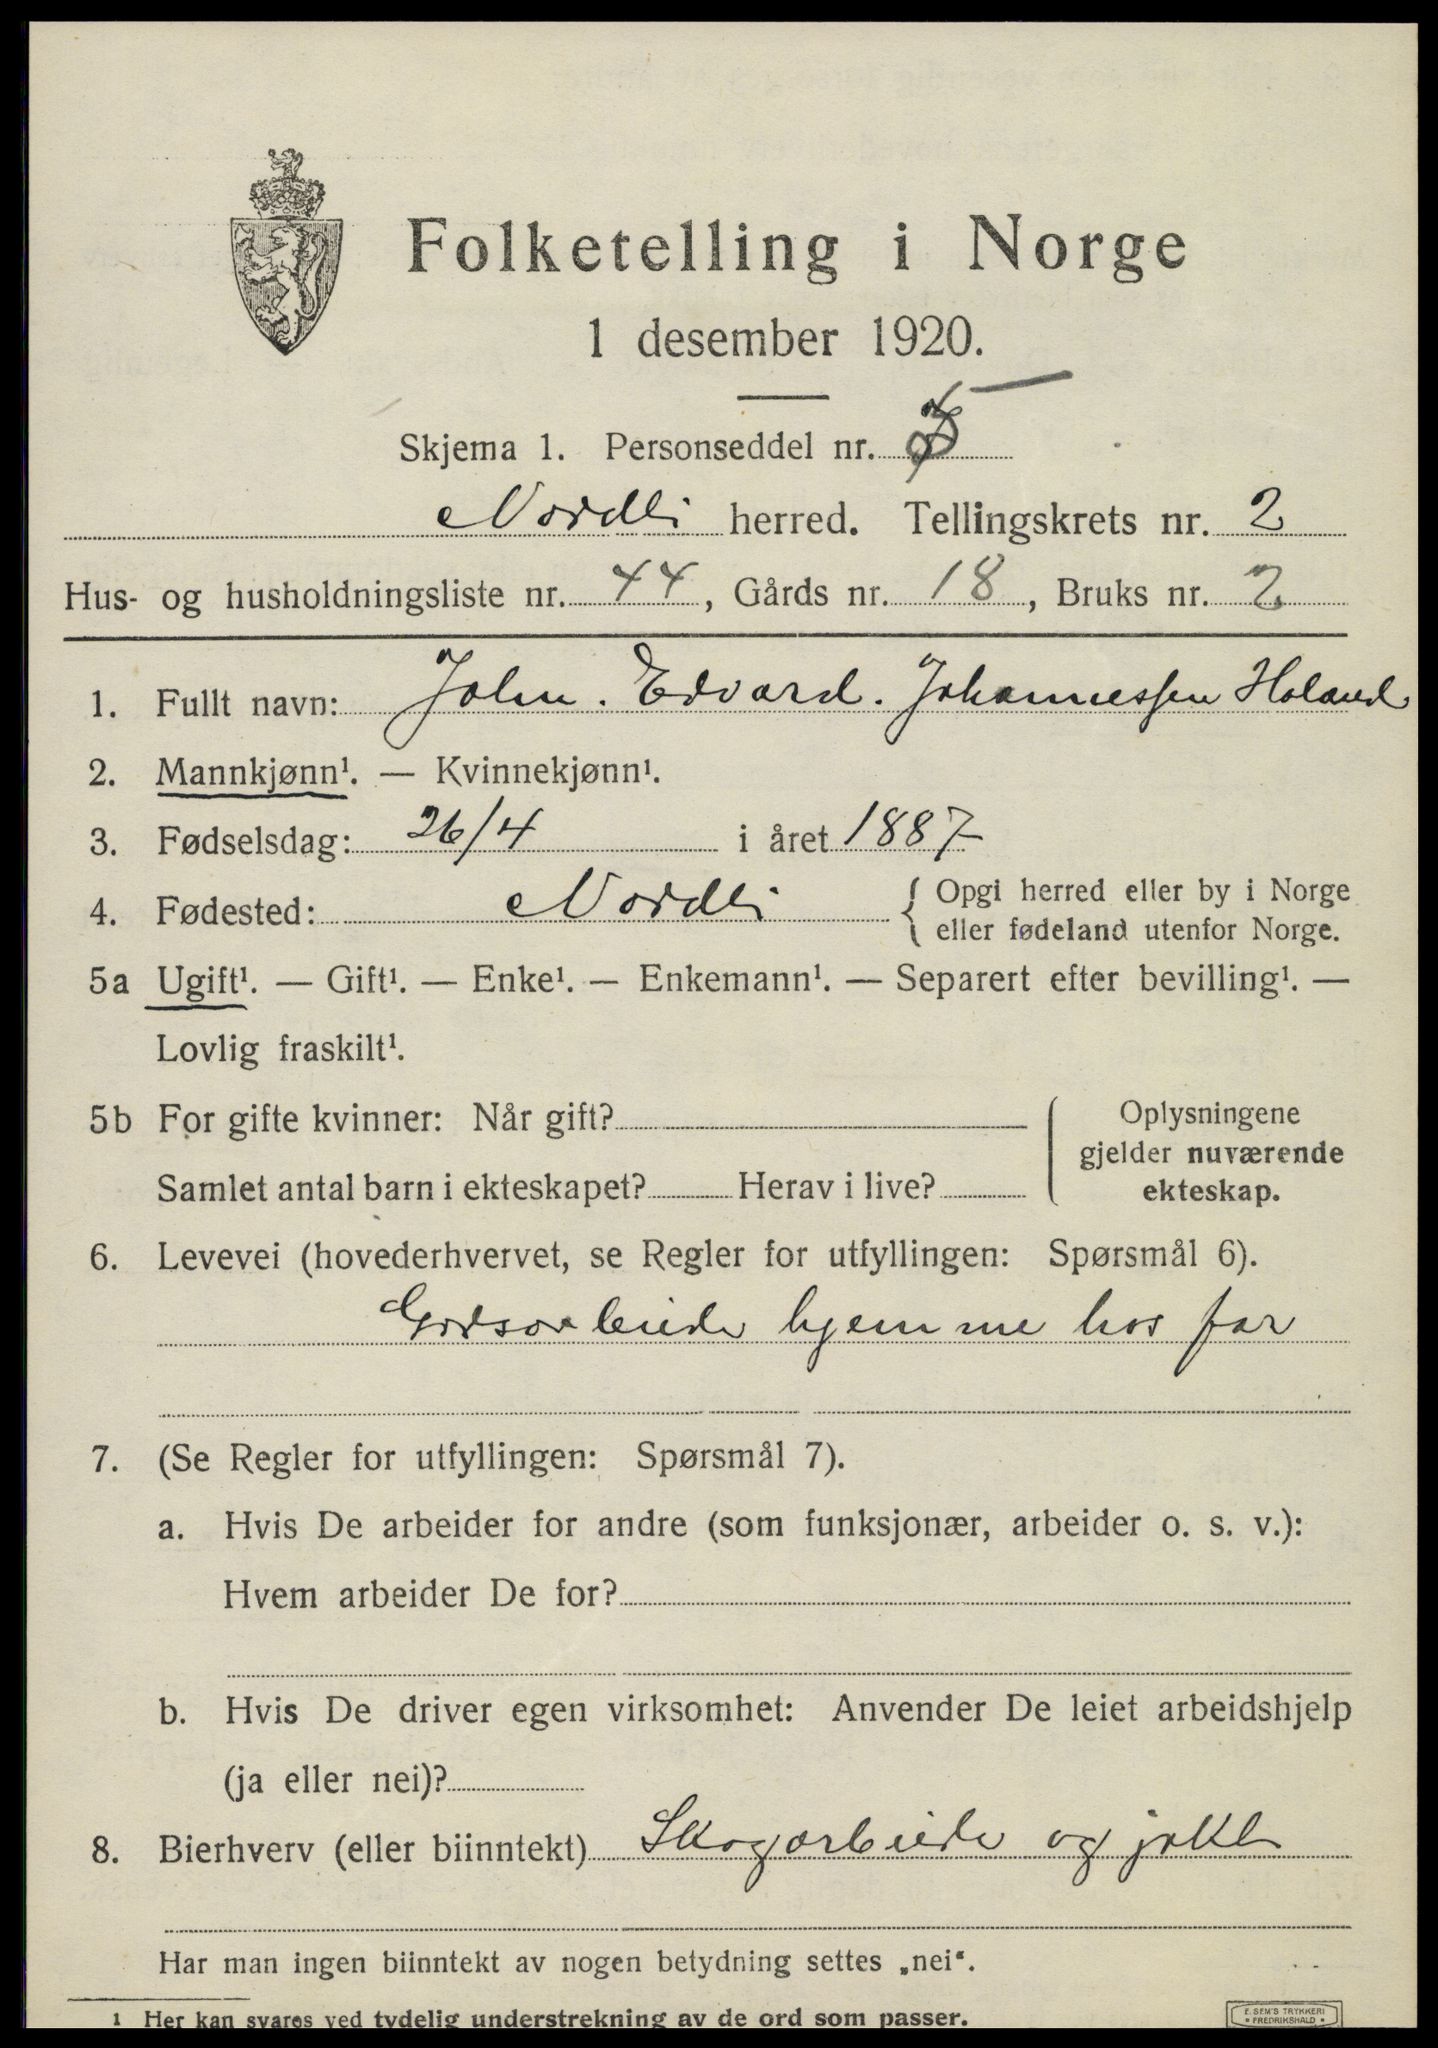 Folketelling i Norge
1 desember 1920.
Skjema 1. Personseddel nr. 5
Nordli herred. Tellingskrets nr. 2
Hus- og husholdningsliste nr. 44, Gårds nr. 18, Bruks nr. 2
1. Fullt navn: John. Edvard. Johannessen Holand
2. Mannkjønn¹. — Kvinnekjønn¹.
3. Fødselsdag: 26/4 i året 1887
4. Fødested: Nordli { Opgi herred eller by i Norge
eller fødeland utenfor Norge.
5a Ugift¹. — Gift¹. — Enke¹. — Enkemann¹. — Separert efter bevilling¹. —
Lovlig fraskilt¹.
5b For gifte kvinner: Når gift?
Samlet antal barn i ekteskapet? Herav i live?
Oplysningene
gjelder nuværende
ekteskap.
6. Levevei (hovederhvervet, se Regler for utfyllingen: Spørsmål 6).
hjemme hos far
7. (Se Regler for utfyllingen: Spørsmål 7).
a. Hvis De arbeider for andre (som funksjonær, arbeider o. s. v.):
Hvem arbeider De for?
b. Hvis De driver egen virksomhet: Anvender De leiet arbeidshjelp
(ja eller nei)?
8. Bierhverv (eller biinntekt) Skogarbeide og jakt
Har man ingen biinntekt av nogen betydning settes „nei“.
¹ Her kan svares ved tydelig understrekning av de ord som passer.
E. SEM'S TRYKKERI
• FREDRIKSHALD •